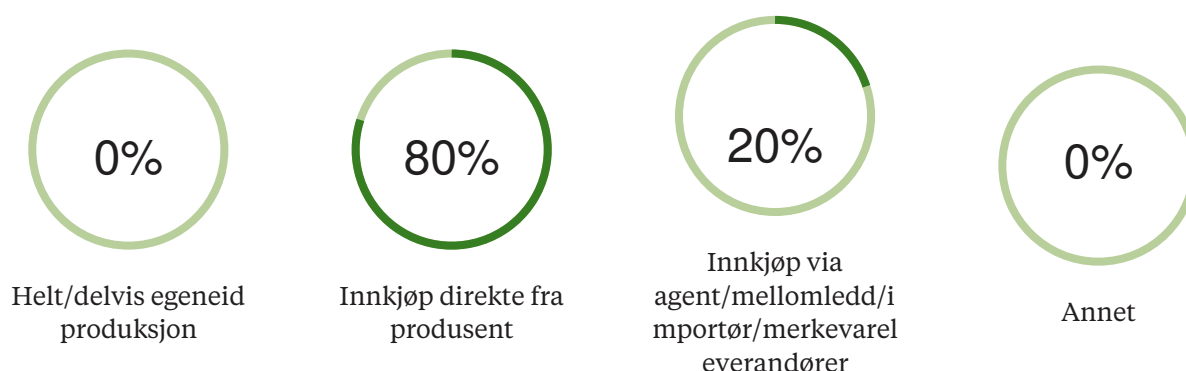 0%
Helt/delvis egeneid
produksjon
80%
Innkjøp direkte fra
produsent
20%
Innkjøp via
agent/mellomledd/i
mportør/merkevarel
everandører
0%
Annet